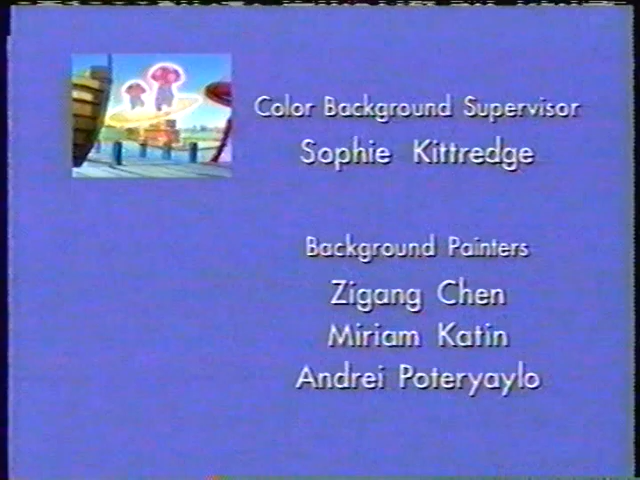 Color Background Supervisor
Sophie Kittredge
Background Painters
Zigang Chen
Miriam Katin
Andrei Poteryaylo